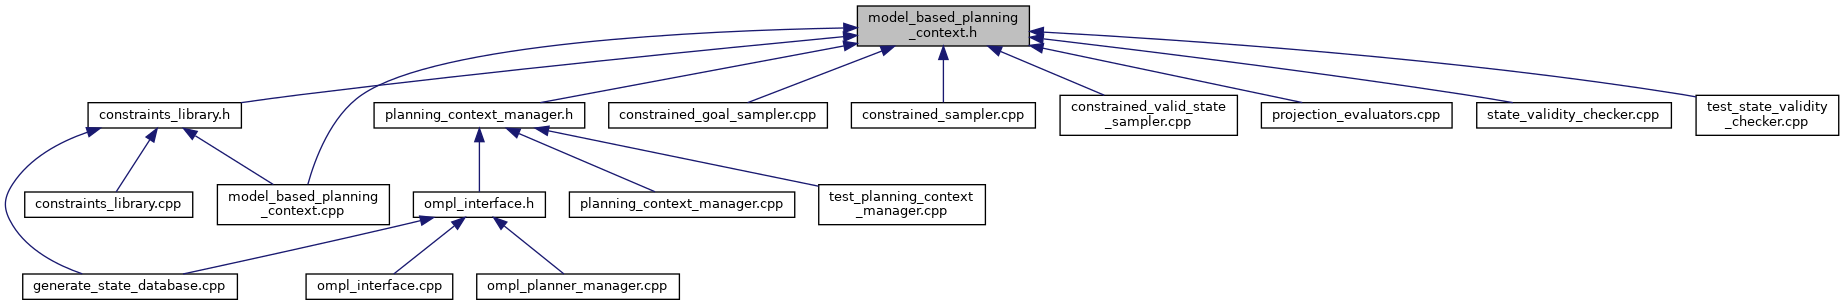 model_based_planning
_context.h
constraints_library.h
planning_context_manager.h
constrained_goal_sampler.cpp
constrained_sampler.cpp
constrained_valid_state
_sampler.cpp
projection_evaluators.cpp
state_validity_checker.cpp
test_state_validity
_checker.cpp
constraints_library.cpp
model_based_planning
_context.cpp
ompl_interface.h
planning_context_manager.cpp
test_planning_context
_manager.cpp
generate_state_database.cpp
ompl_interface.cpp
ompl_planner_manager.cpp